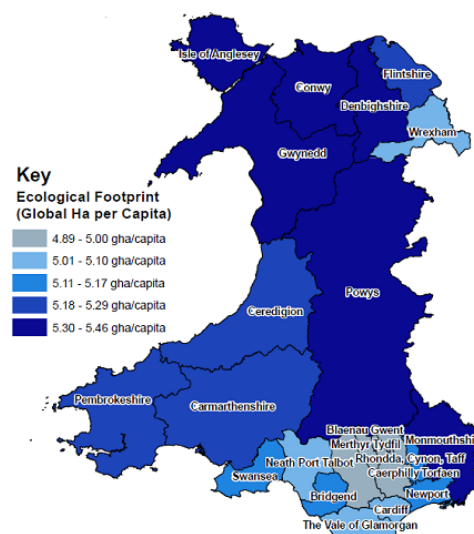 Isle of Anglesey
Conwy
Flintshire
Denbighshire
Wrexham
Gwynedd
Key
Ecological Footprint
(Global Ha per Capita)
4.89 - 5.00 gha/capita
5.01 - 5.10 gha/capita
5.11 - 5.17 gha/capita
5.18 - 5.29 gha/capita
5.30 - 5.46 gha/capita
Powys
Ceredigion
Pembrokeshire
Carmarthenshire
Blaenau Gwent
Merthyr Tydfil
Monmouthshi
Rhondda, Cynon, Taff
Neath Port Talbot
Caerphilly
Torfaen
Swansea
Bridgend
Newport
Cardiff
The Vale of Glamorgan